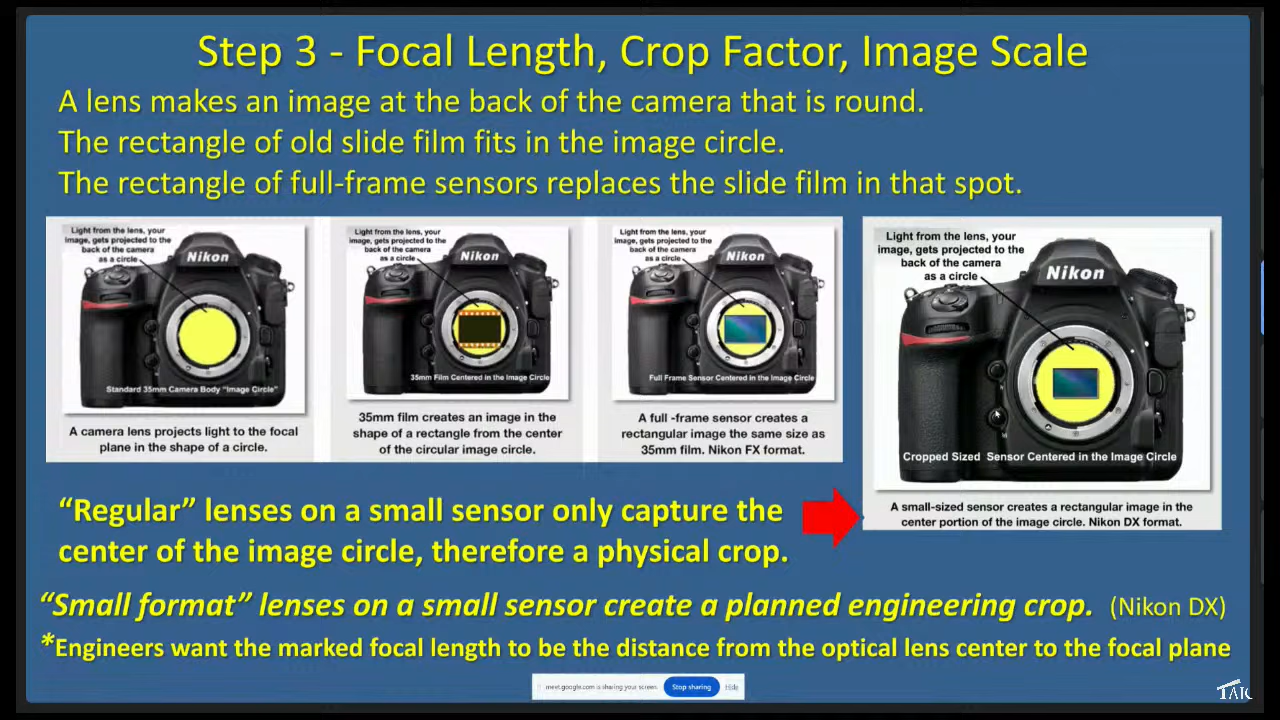 Step 3 - Focal Length, Crop Factor, Image Scale
A lens makes an image at the back of the camera that is round.
The rectangle of old slide film fits in the image circle.
The rectangle of full-frame sensors replaces the slide film in that spot.
Light from the lens, your
image, gets projected to the
back of the camera
as a circle
Nikon
Standard 35mm Camera Body "Image Circle"
A camera lens projects light to the focal
plane in the shape of a circle.
Light from the lens, your
image, gets projected to the
back of the camera
as a circle
Nikon
35mm Film Centered in the Image Circle
35mm film creates an image in the
shape of a rectangle from the center
of the circular image circle.
Light from the lens, your
image, gets projected to the
back of the camera
as a circle
Nikon
Full Frame Sensor Centered in the Image Circle
A full -frame sensor creates a
rectangular image the same size as
35mm film. Nikon FX format.
Light from the lens, your
image, gets projected to the
back of the camera
as a circle
Nikon
Cropped Sized Sensor Centered in the Image Circle
A small-sized sensor creates a rectangular image in the
center portion of the image circle. Nikon DX format.
“Regular” lenses on a small sensor only capture the
center of the image circle, therefore a physical crop.
“Small format” lenses on a small sensor create a planned engineering crop. (Nikon DX)
*Engineers want the marked focal length to be the distance from the optical lens center to the focal plane
meet.google.com is sharing your screen. Stop sharing Hide